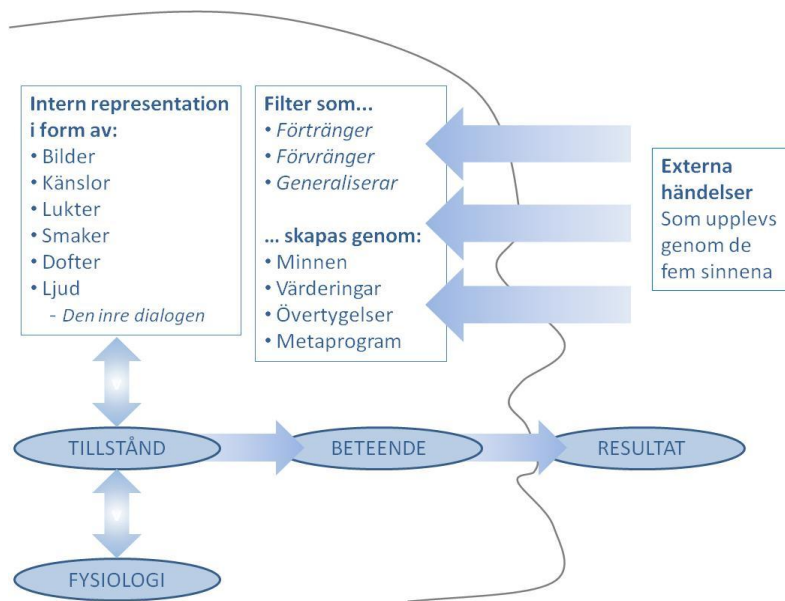 Intern representation
i form av:
• Bilder
• Känslor
• Lukter
• Smaker
• Dofter
• Ljud
- Den inre dialogen
Filter som...
• Förtränger
• Förvränger
• Generaliserar
... skapas genom:
• Minnen
• Värderingar
• Övertygelser
• Metaprogram
Externa
händelser
Som upplevs
genom de
fem sinnena
TILLSTÅND
BETEENDE
RESULTAT
FYSIOLOGI